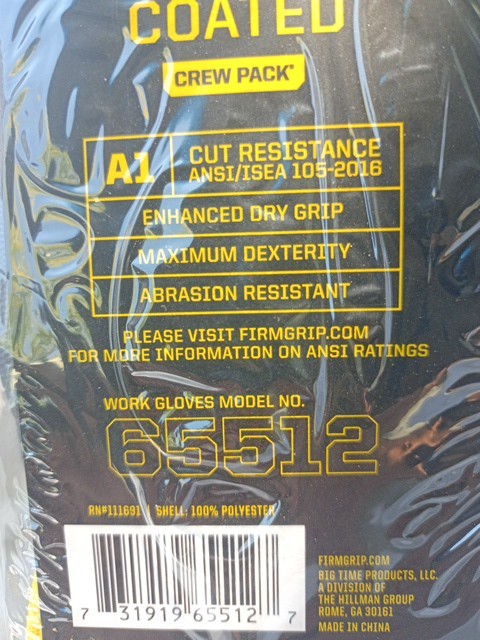 COATED
CREW PACK®
A1
CUT RESISTANCE
ANSI/ISEA 105-2016
ENHANCED DRY GRIP
MAXIMUM DEXTERITY
ABRASION RESISTANT
PLEASE VISIT FIRMGRIP.COM
FOR MORE INFORMATION ON ANSI RATINGS
WORK GLOVES MODEL NO.
65512
RN#111691 | SHELL: 100% POLYESTER
7 31919 65512 7
FIRMGRIP.COM
BIG TIME PRODUCTS, LLC.
A DIVISION OF
THE HILLMAN GROUP
ROME, GA 30161
MADE IN CHINA